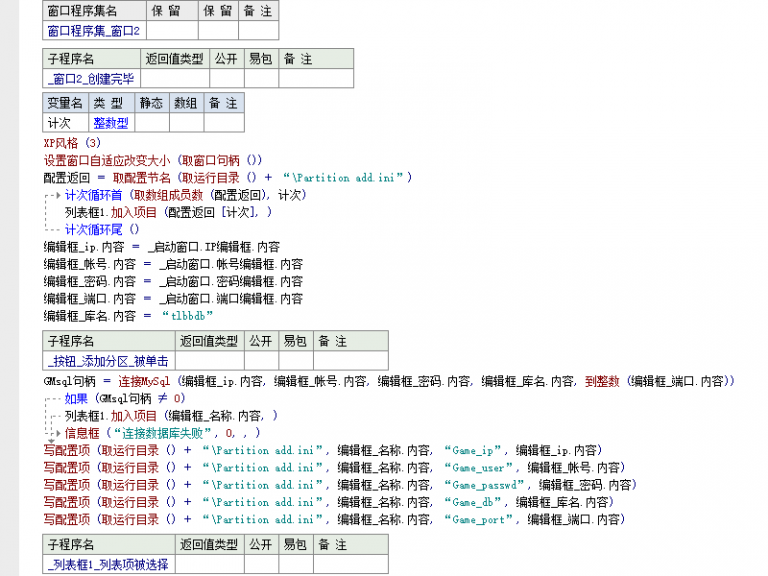 窗口程序集名 保 留 保 留 备 注
窗口程序集_窗口2
子程序名 返回值类型 公开 易包 备 注
_窗口2_创建完毕
变量名 类 型 静态 数组 备 注
计次 整数型
XP风格 (3)
设置窗口自适应改变大小 (取窗口句柄 ())
配置返回 = 取配置节名 (取运行目录 () + “\Partition add.ini”)
计次循环首 (取数组成员数 (配置返回), 计次)
列表框1.加入项目 (配置返回 [计次], )
计次循环尾 ()
编辑框_ip.内容 = _启动窗口.IP编辑框.内容
编辑框_帐号.内容 = _启动窗口.帐号编辑框.内容
编辑框_密码.内容 = _启动窗口.密码编辑框.内容
编辑框_端口.内容 = _启动窗口.端口编辑框.内容
编辑框_库名.内容 = “tlbbdb”
子程序名 返回值类型 公开 易包 备 注
_按钮_添加分区_被单击
GMsql句柄 = 连接MySql (编辑框_ip.内容, 编辑框_帐号.内容, 编辑框_密码.内容, 编辑框_库名.内容, 到整数 (编辑框_端口.内容))
如果 (GMsql句柄 ≠ 0)
列表框1.加入项目 (编辑框_名称.内容, )
信息框 (“连接数据库失败”, 0, , )
写配置项 (取运行目录 () + “\Partition add.ini”, 编辑框_名称.内容, “Game_ip”, 编辑框_ip.内容)
写配置项 (取运行目录 () + “\Partition add.ini”, 编辑框_名称.内容, “Game_user”, 编辑框_帐号.内容)
写配置项 (取运行目录 () + “\Partition add.ini”, 编辑框_名称.内容, “Game_passwd”, 编辑框_密码.内容)
写配置项 (取运行目录 () + “\Partition add.ini”, 编辑框_名称.内容, “Game_db”, 编辑框_库名.内容)
写配置项 (取运行目录 () + “\Partition add.ini”, 编辑框_名称.内容, “Game_port”, 编辑框_端口.内容)
子程序名 返回值类型 公开 易包 备 注
_列表框1_列表项被选择